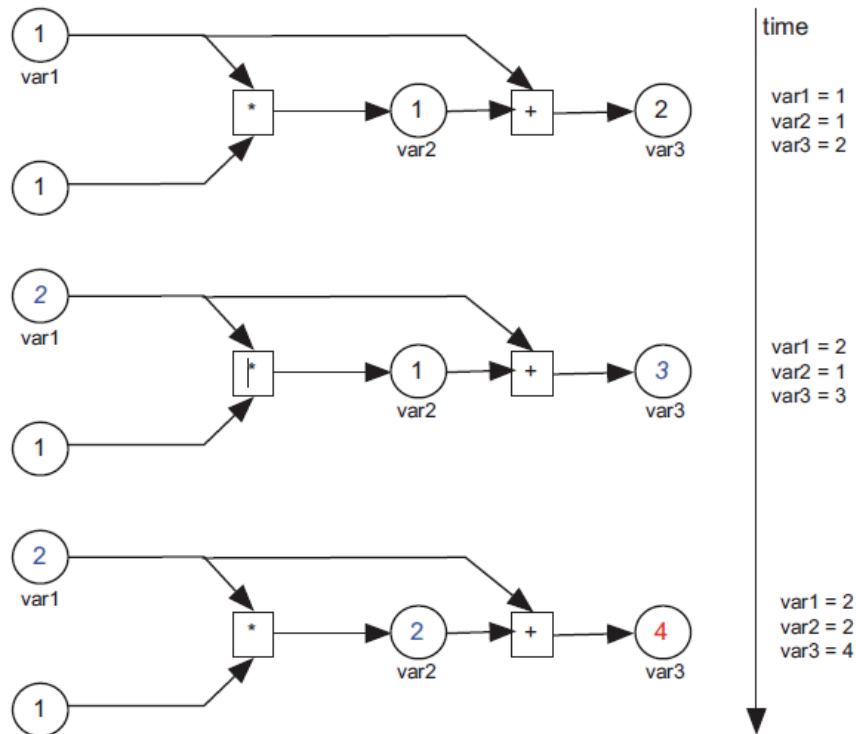 1
time
var1
var1 = 1
* 1 + 2
var2 = 1
var2 var3
var3 = 2
1
2
var1
var1 = 2
* 1 + 3
var2 = 1
var2 var3
var3 = 3
1
2
var1
var1 = 2
* 2 + 4
var2 = 2
var2 var3
var3 = 4
1